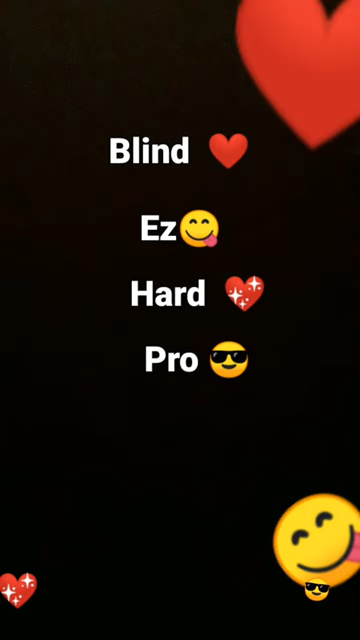 Blind ❤️
Ez😋
Hard 💖
Pro 😎